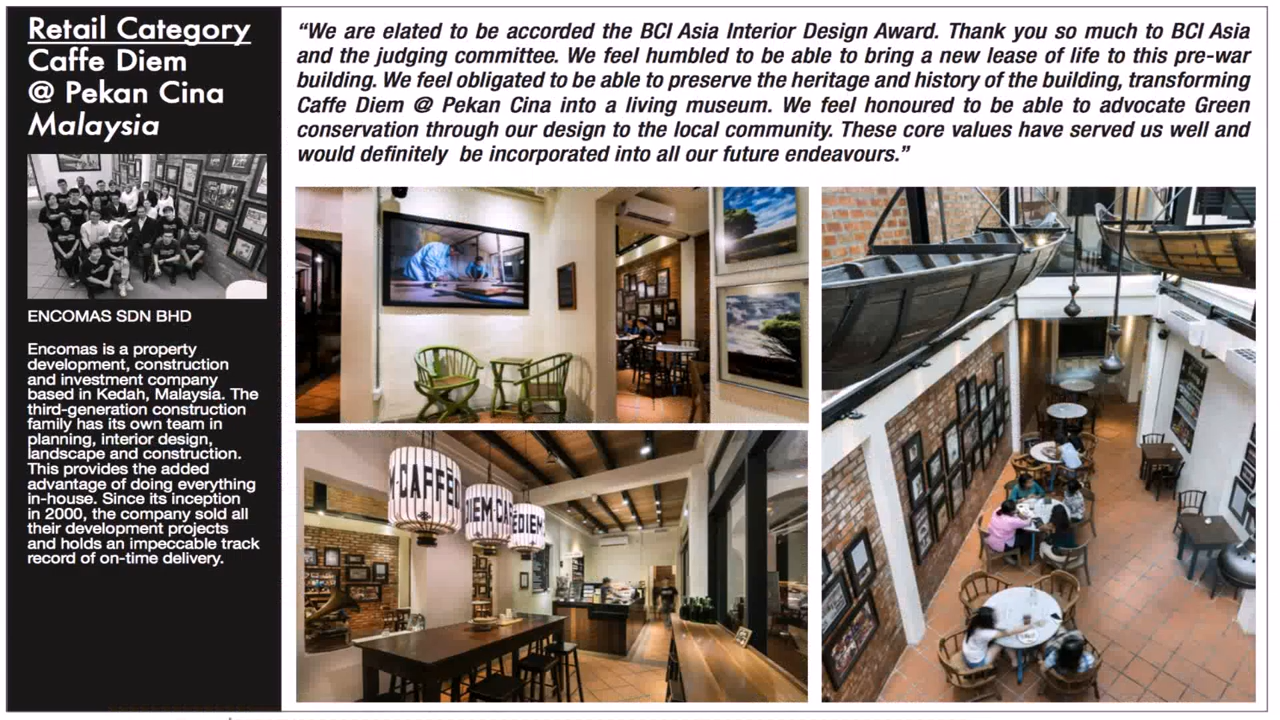 Retail Category
Caffe Diem
@ Pekan Cina
Malaysia
ENCOMAS SDN BHD
Encomas is a property
development, construction
and investment company
based in Kedah, Malaysia. The
third-generation construction
family has its own team in
planning, interior design,
landscape and construction.
This provides the added
advantage of doing everything
in-house. Since its inception
in 2000, the company sold all
their development projects
and holds an impeccable track
record of on-time delivery.
“We are elated to be accorded the BCI Asia Interior Design Award. Thank you so much to BCI Asia
and the judging committee. We feel humbled to be able to bring a new lease of life to this pre-war
building. We feel obligated to be able to preserve the heritage and history of the building, transforming
Caffe Diem @ Pekan Cina into a living museum. We feel honoured to be able to advocate Green
conservation through our design to the local community. These core values have served us well and
would definitely  be incorporated into all our future endeavours.”
CAFFE
DIEM-CA
DIEM